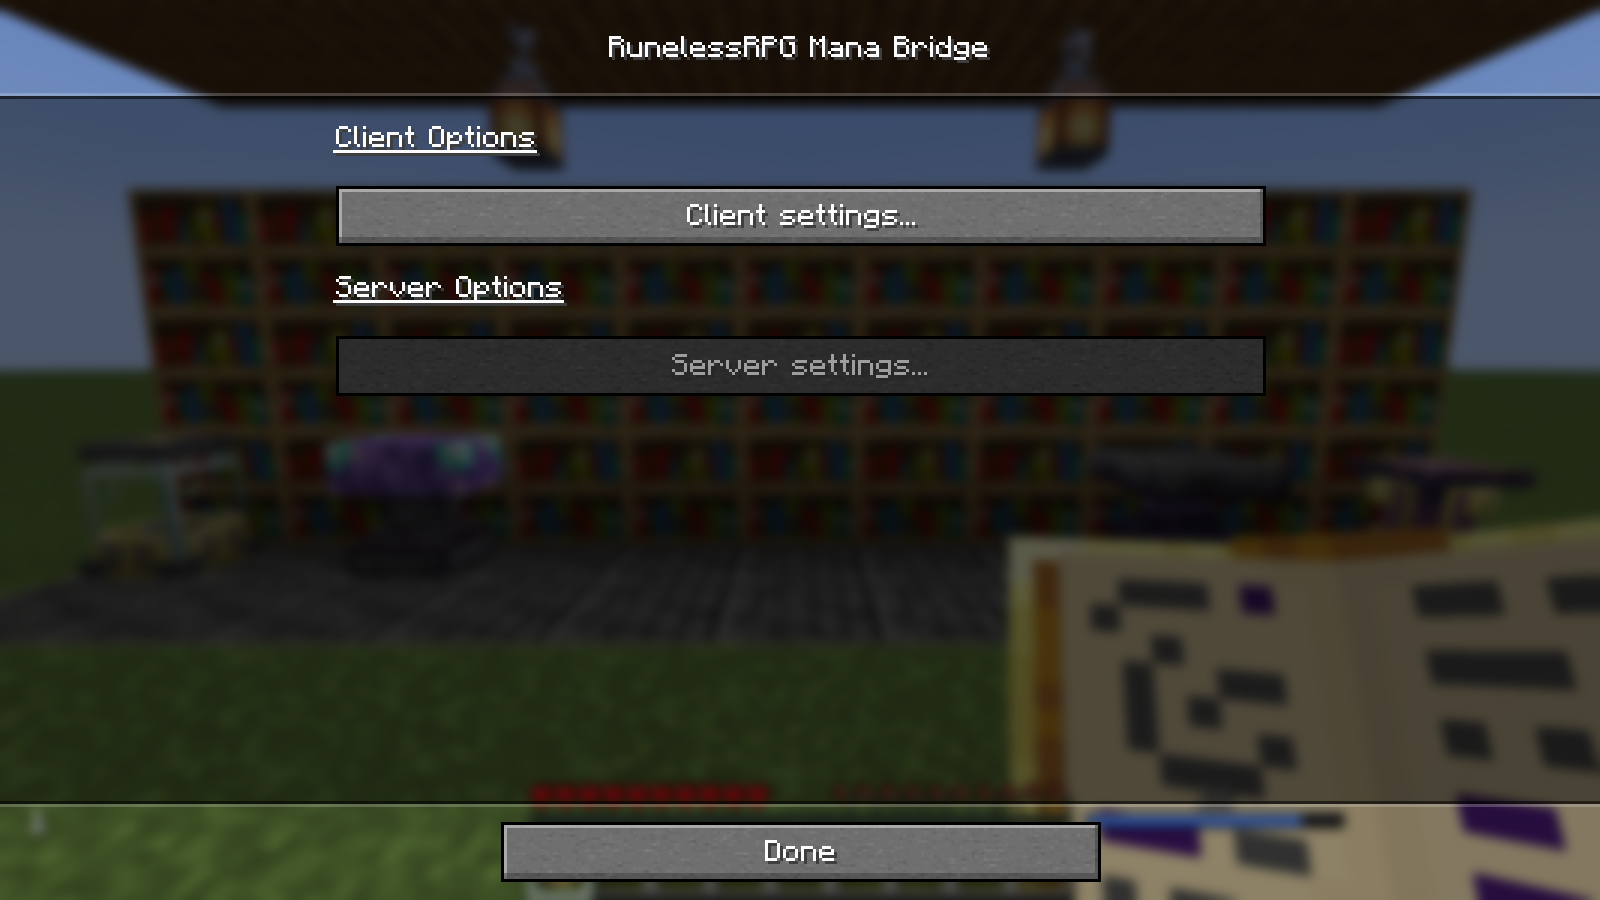 RunelessRPG Mana Bridge
Client Options
Client settings...
Server Options
Server settings...
Done